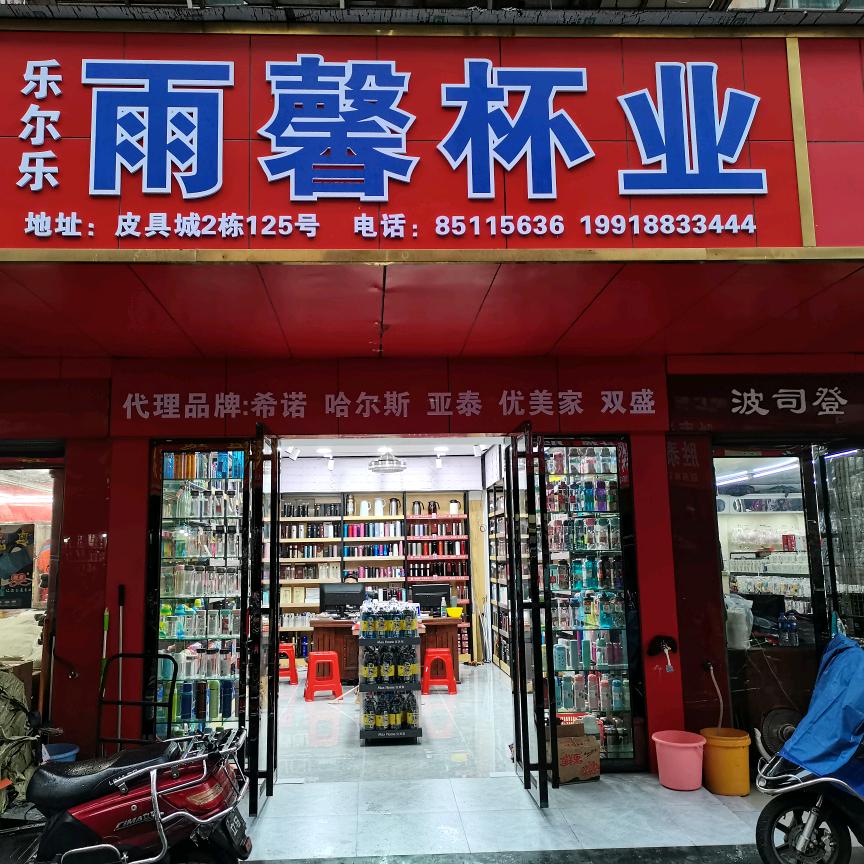 乐尔乐
雨馨杯业
地址：皮具城2栋125号 电话：85115636 19918833444
代理品牌:希诺 哈尔斯 亚泰 优美家 双盛
波司登